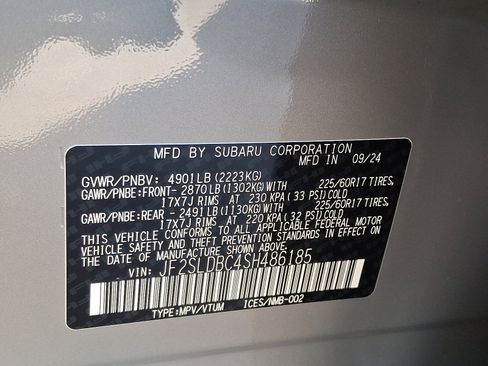 MFD BY SUBARU CORPORATION
MFD IN 09/24
GVWR/PNBV: 4901LB(2223KG)
GAWR/PNBE:FRONT- 2870LB(1302KG)WITH 225/60R17 TIRES,
17X7J RIMS AT 230 KPA(33 PSI)COLD
GAWR/PNBE:REAR - 2491LB(1130KG)WITH 225/60R17 TIRES,
17X7J RIMS AT 220 KPA(32 PSI)COLD
THIS VEHICLE CONFORMS TO ALL APPLICABLE FEDERAL MOTOR
VEHICLE SAFETY AND THEFT PREVENTION STANDARDS IN EFFECT
ON THE DATE OF MANUFACTURE SHOWN ABOVE.
VIN: JF2SLDBC4SH486185
TYPE:MPV/VTUM ICES/NMB-002